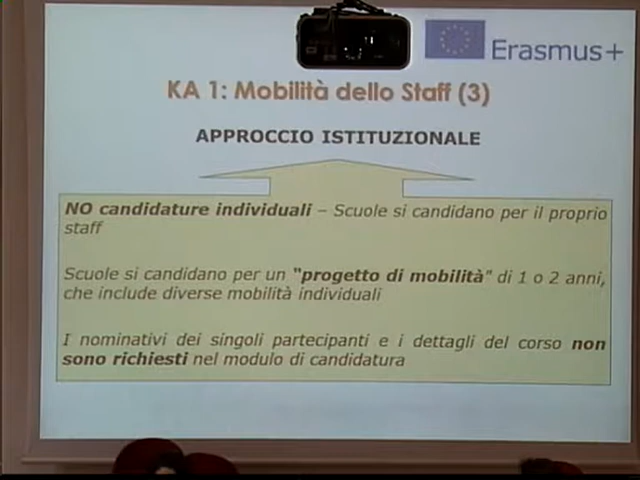 Erasmus+
KA 1: Mobilità dello Staff (3)
APPROCCIO ISTITUZIONALE
NO candidature individuali – Scuole si candidano per il proprio
staff
Scuole si candidano per un "progetto di mobilità" di 1 o 2 anni,
che include diverse mobilità individuali
I nominativi dei singoli partecipanti e i dettagli del corso non
sono richiesti nel modulo di candidatura